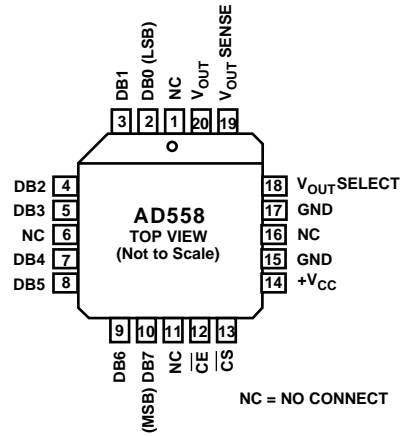 DB1
DB0 (LSB)
NC
VOUT
VOUT SENSE
3 2 1 20 19
DB2 4
DB3 5
NC 6
DB4 7
DB5 8
AD558
TOP VIEW
(Not to Scale)
18 VOUT SELECT
17 GND
16 NC
15 GND
14 +VCC
9 10 11 12 13
DB6
(MSB) DB7
NC
CE
CS
NC = NO CONNECT